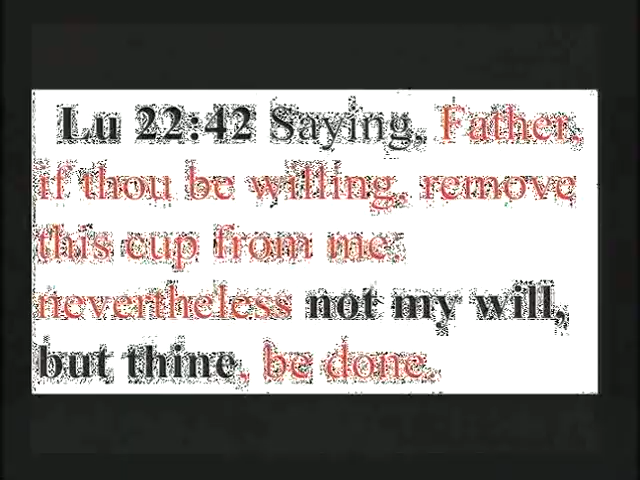 Lu 22:42 Saying, Father,
if thou be willing, remove
this cup from me:
nevertheless not my will,
but thine, be done.